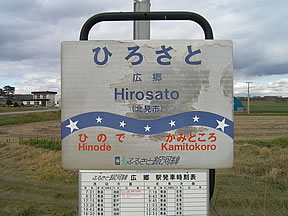 ひろさと
広郷
Hirosato
(北見市)
ひので かみところ
Hinode Kamitokoro
ふるさと銀河線
ふるさと銀河線 広郷 駅発車時刻表